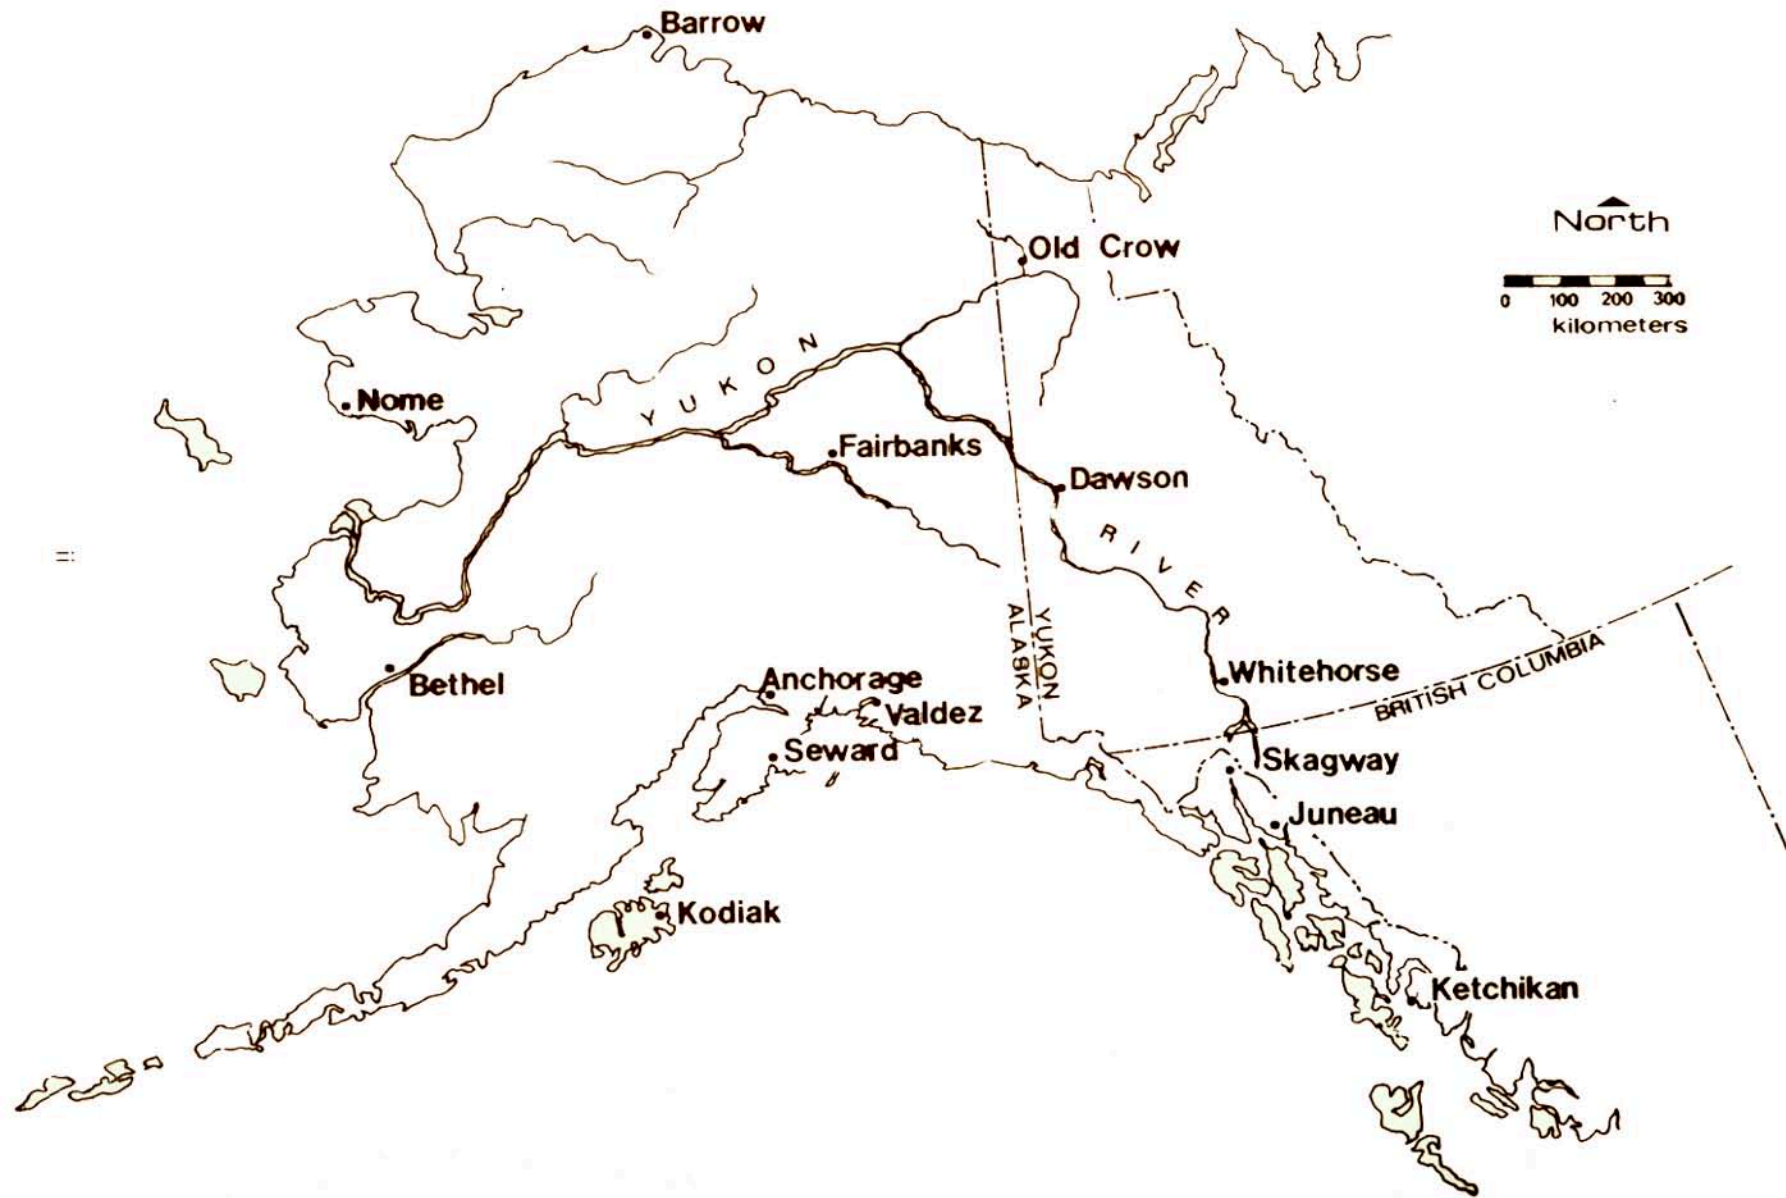 Barrow
North
0 100 200 300
kilometers
Old Crow
YUKON
Nome
Fairbanks
Dawson
RIVER
YUKON
ALASKA
Whitehorse
BRITISH COLUMBIA
Bethel
Anchorage
Valdez
Seward
Skagway
Juneau
Kodiak
Ketchikan